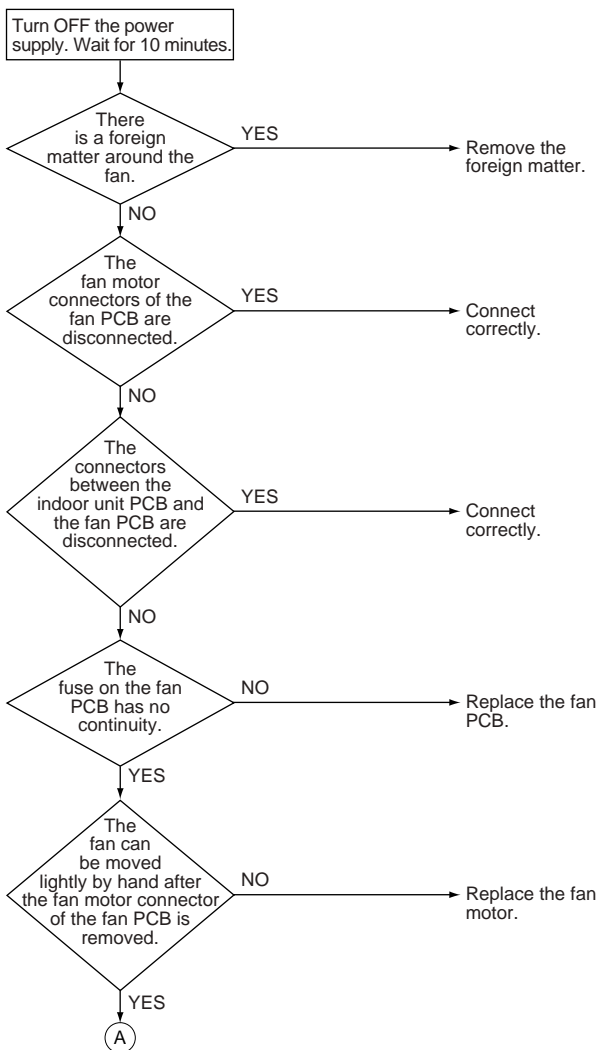 Turn OFF the power
supply. Wait for 10 minutes.
There
is a foreign
matter around the
fan.
YES
Remove the
foreign matter.
NO
The
fan motor
connectors of the
fan PCB are
disconnected.
YES
Connect
correctly.
NO
The
connectors
between the
indoor unit PCB and
the fan PCB are
disconnected.
YES
Connect
correctly.
NO
The
fuse on the fan
PCB has no
continuity.
NO
Replace the fan
PCB.
YES
The
fan can
be moved
lightly by hand after
the fan motor connector
of the fan PCB is
removed.
NO
Replace the fan
motor.
YES
A